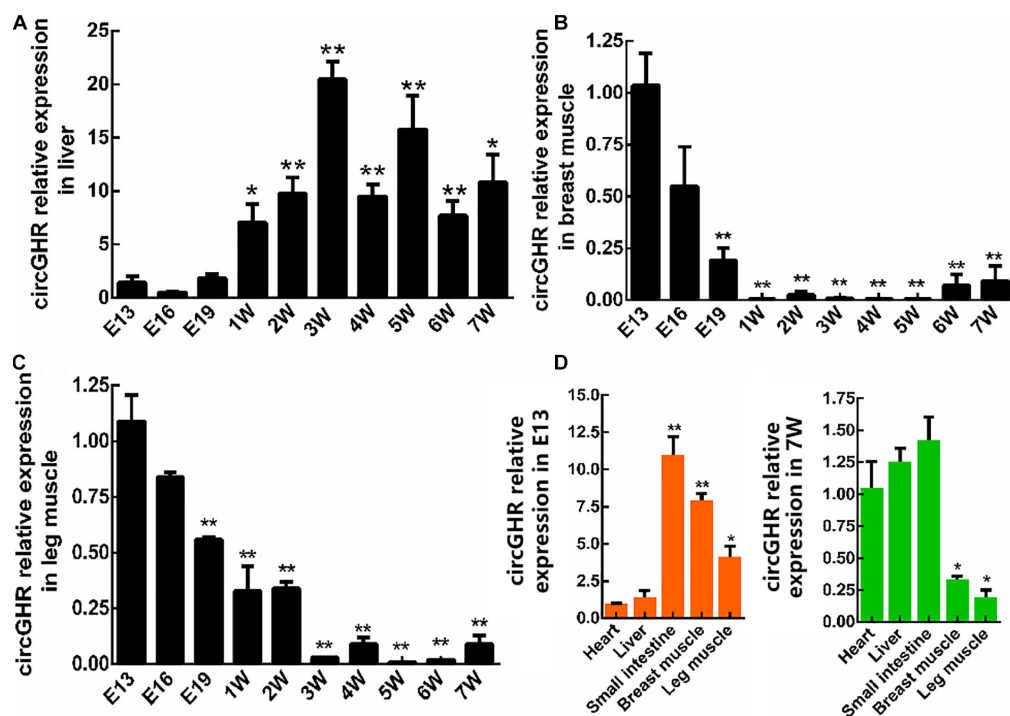 A
circGHR relative expression
in liver
25
20
15
10
5
0
* ** ** ** ** ** *
E13 E16 E19 1W 2W 3W 4W 5W 6W 7W
B
circGHR relative expression
in breast muscle
1.25
1.00
0.75
0.50
0.25
0.00
** ** ** ** ** ** ** **
E13 E16 E19 1W 2W 3W 4W 5W 6W 7W
C
circGHR relative expression
in leg muscle
1.25
1.00
0.75
0.50
0.25
0.00
** ** ** ** ** ** ** **
E13 E16 E19 1W 2W 3W 4W 5W 6W 7W
D
circGHR relative
expression in E13
15.0
12.5
10.0
7.5
5.0
2.5
0.0
** ** *
Heart Liver Small intestine Breast muscle Leg muscle
circGHR relative
expression in 7W
1.75
1.50
1.25
1.00
0.75
0.50
0.25
0.00
* *
Heart Liver Small intestine Breast muscle Leg muscle